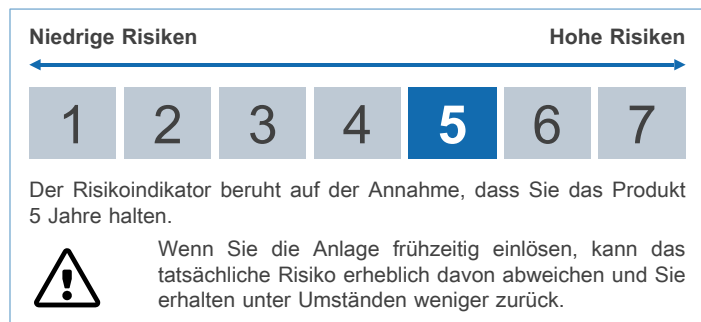 Niedrige Risiken Hohe Risiken
1 2 3 4 5 6 7
Der Risikoindikator beruht auf der Annahme, dass Sie das Produkt
5 Jahre halten.
Wenn Sie die Anlage frühzeitig einlösen, kann das
tatsächliche Risiko erheblich davon abweichen und Sie
erhalten unter Umständen weniger zurück.